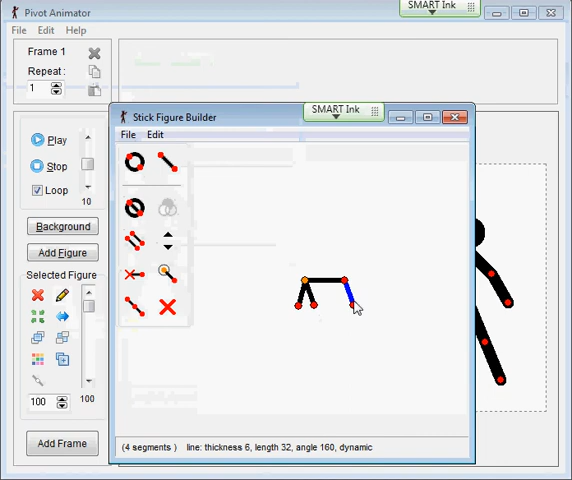 Pivot Animator
SMART Ink
File Edit Help
Frame 1
Repeat :
1
SMART Ink
Stick Figure Builder
File Edit
Play
Stop
Loop
10
Background
Add Figure
Selected Figure
100
100
Add Frame
(4 segments ) line: thickness 6, length 32, angle 160, dynamic